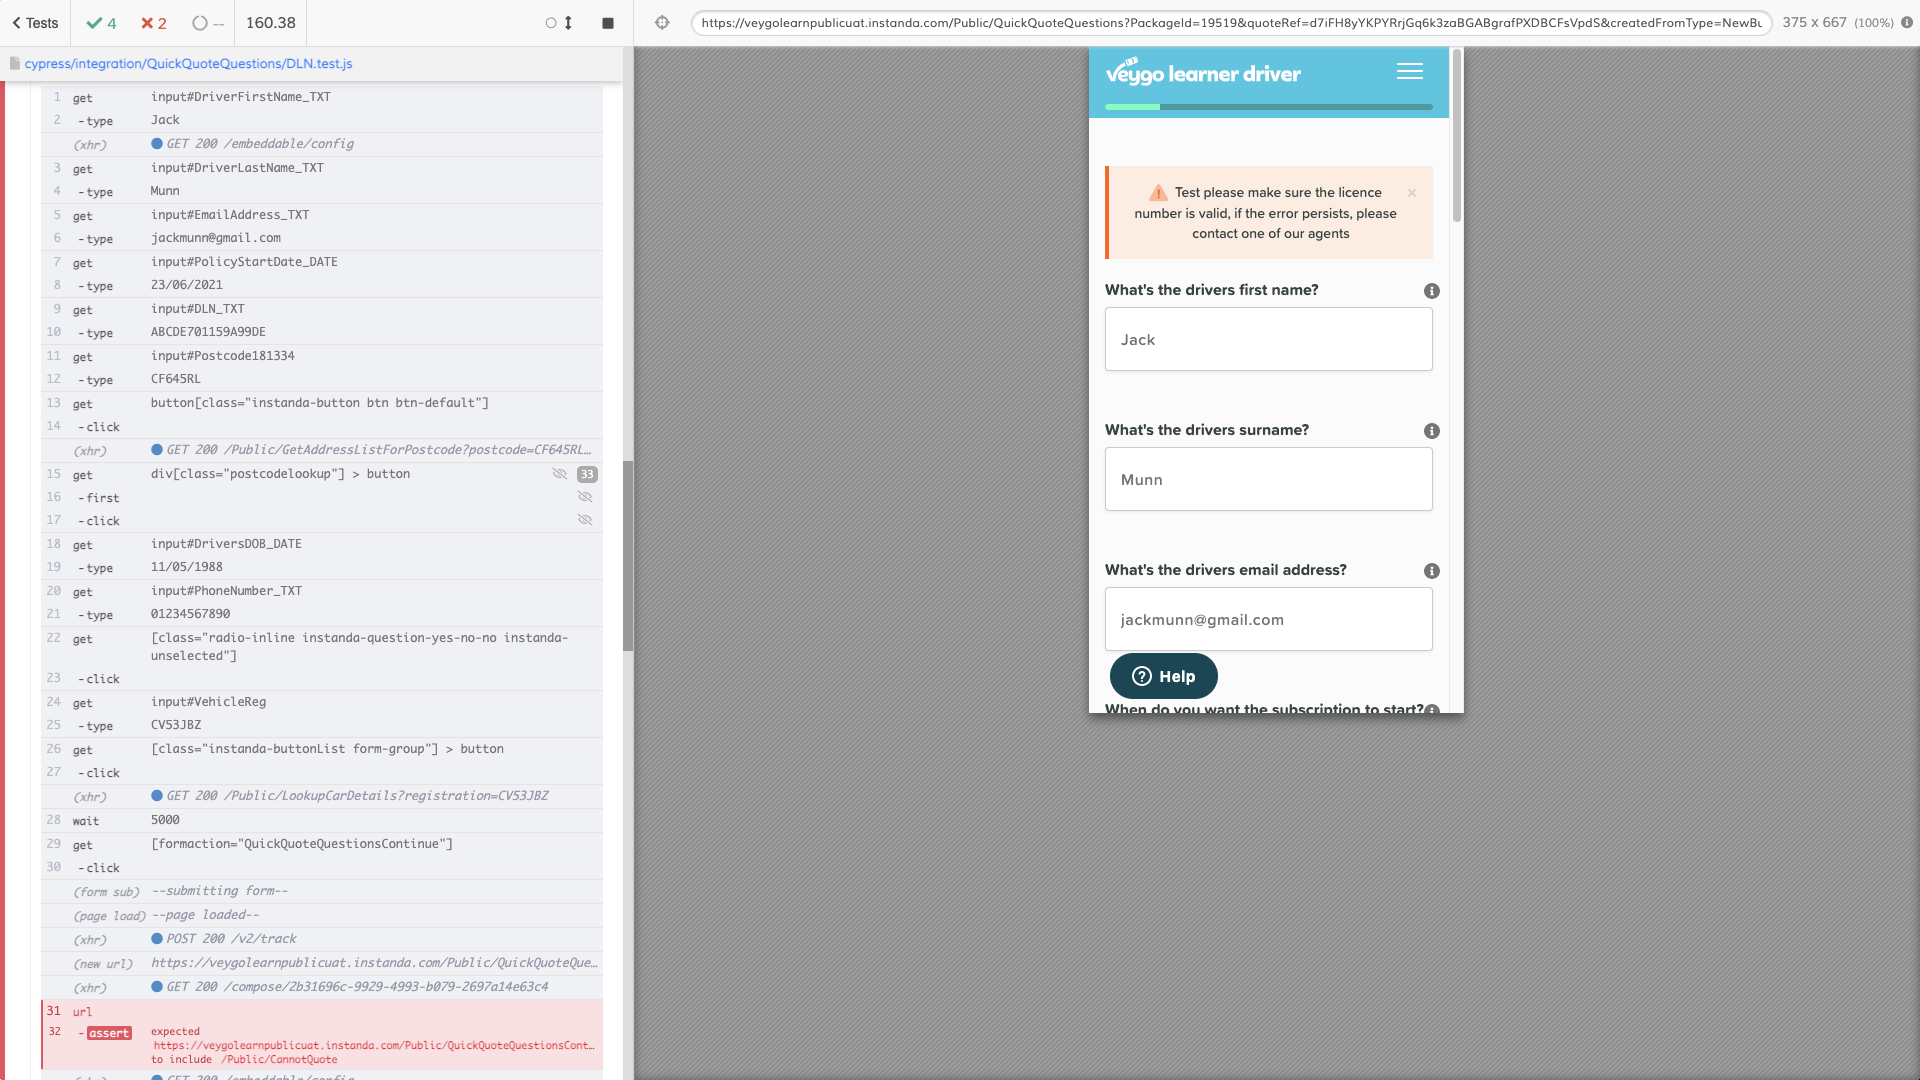 Tests
4
2
--
160.38
https://veygolearnpublicuat.instanda.com/Public/QuickQuoteQuestions?PackageId=19519&quoteRef=d7iFH8yYKPYRrjGq6k3zaBGABgrafPXDBCFsVpdS&createdFromType=NewBu
375 x 667 (100%)
cypress/integration/QuickQuoteQuestions/DLN.test.js
1 get input#DriverFirstName_TXT
2 -type Jack
(xhr) GET 200 /embeddable/config
3 get input#DriverLastName_TXT
4 -type Munn
5 get input#EmailAddress_TXT
6 -type jackmunn@gmail.com
7 get input#PolicyStartDate_DATE
8 -type 23/06/2021
9 get input#DLN_TXT
10 -type ABCDE701159A99DE
11 get input#Postcode181334
12 -type CF645RL
13 get button[class="instanda-button btn btn-default"]
14 -click
(xhr) GET 200 /Public/GetAddressListForPostcode?postcode=CF645RL…
15 get div[class="postcodelookup"] > button 33
16 -first
17 -click
18 get input#DriversDOB_DATE
19 -type 11/05/1988
20 get input#PhoneNumber_TXT
21 -type 01234567890
22 get [class="radio-inline instanda-question-yes-no-no instanda-
unselected"]
23 -click
24 get input#VehicleReg
25 -type CV53JBZ
26 get [class="instanda-buttonList form-group"] > button
27 -click
(xhr) GET 200 /Public/LookupCarDetails?registration=CV53JBZ
28 wait 5000
29 get [formaction="QuickQuoteQuestionsContinue"]
30 -click
(form sub) --submitting form--
(page load) --page loaded--
(xhr) POST 200 /v2/track
(new url) https://veygolearnpublicuat.instanda.com/Public/QuickQuoteQue…
(xhr) GET 200 /compose/2b31696c-9929-4993-b079-2697a14e63c4
31 url
32 -assert expected
https://veygolearnpublicuat.instanda.com/Public/QuickQuoteQuestionsCont…
to include /Public/CannotQuote
(xhr) GET 200 /embeddable/config
veygo learner driver
Test please make sure the licence
number is valid, if the error persists, please
contact one of our agents
×
What's the drivers first name?
Jack
What's the drivers surname?
Munn
What's the drivers email address?
jackmunn@gmail.com
Help
When do you want the subscription to start?